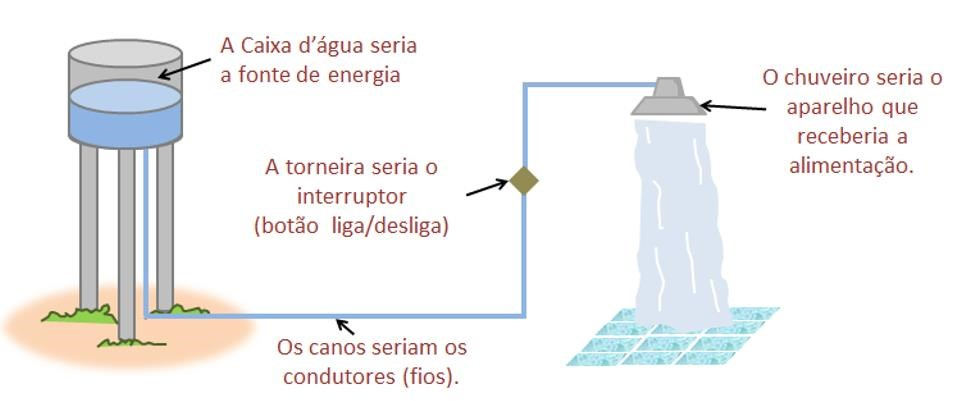 A Caixa d'água seria
a fonte de energia
O chuveiro seria o
aparelho que
receberia a
alimentação.
A torneira seria o
interruptor
(botão liga/desliga)
Os canos seriam os
condutores (fios).